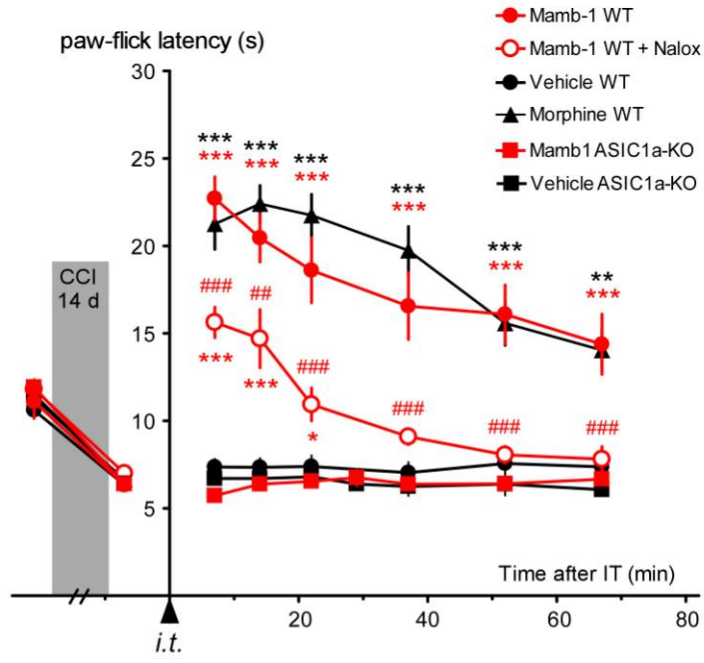 paw-flick latency (s)
Mamb-1 WT
Mamb-1 WT + Nalox
Vehicle WT
Morphine WT
Mamb1 ASIC1a-KO
Vehicle ASIC1a-KO
30
25
20
15
10
5
*** *** *** *** *** **
*** *** *** *** *** ***
### ## ### ### ### ###
*** *** *
CCI
14 d
Time after IT (min)
20 40 60 80
i.t.